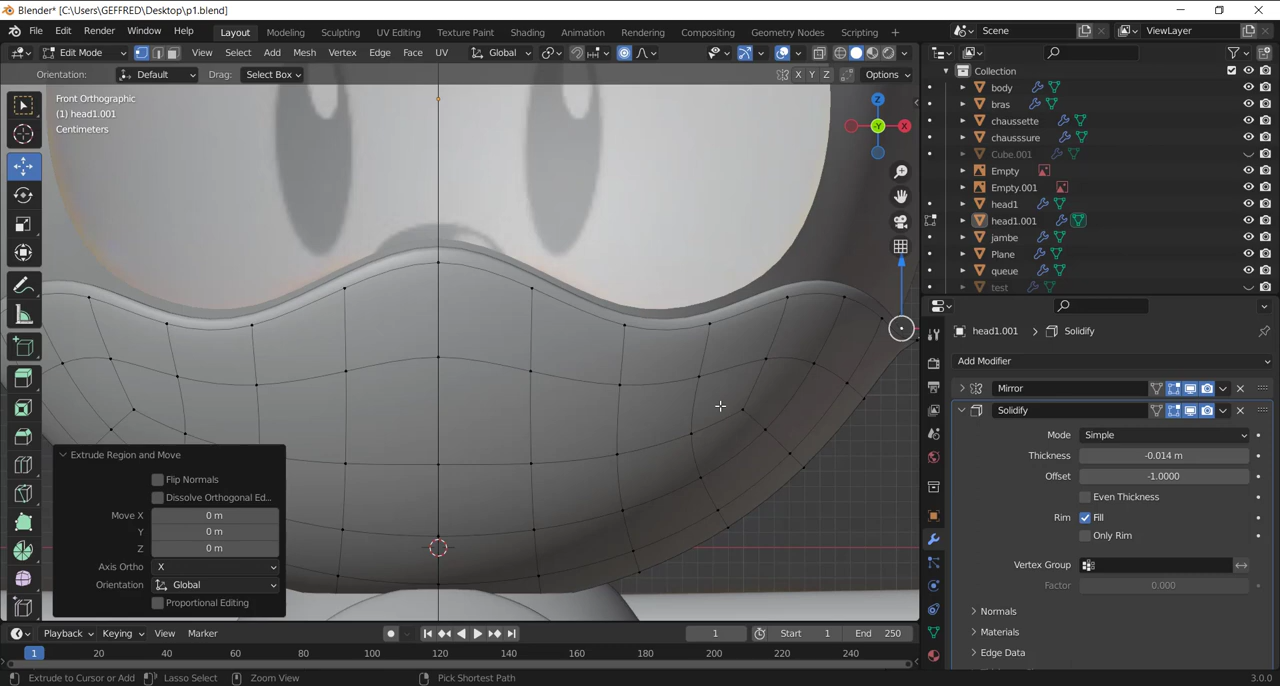 Blender* [C:\Users\GEFFRED\Desktop\p1.blend]
File Edit Render Window Help Layout Modeling Sculpting UV Editing Texture Paint Shading Animation Rendering Compositing Geometry Nodes Scripting + Scene ViewLayer
Edit Mode View Select Add Mesh Vertex Edge Face UV Global
Orientation: Default Drag: Select Box X Y Z Options
Front Orthographic
(1) head1.001
Centimeters
Z
-Y
X
Extrude Region and Move
Flip Normals
Dissolve Orthogonal Ed...
Move X 0 m
Y 0 m
Z 0 m
Axis Ortho X
Orientation Global
Proportional Editing
Collection
body
bras
chaussette
chausssure
Cube.001
Empty
Empty.001
head1
head1.001
jambe
Plane
queue
test
head1.001 > Solidify
Add Modifier
Mirror
Solidify
Mode Simple
Thickness -0.014 m
Offset -1.0000
Even Thickness
Rim Fill
Only Rim
Vertex Group
Factor 0.000
Normals
Materials
Edge Data
Playback Keying View Marker 1 Start 1 End 250
1 20 40 60 80 100 120 140 160 180 200 220 240
Extrude to Cursor or Add Lasso Select Zoom View Pick Shortest Path 3.0.0